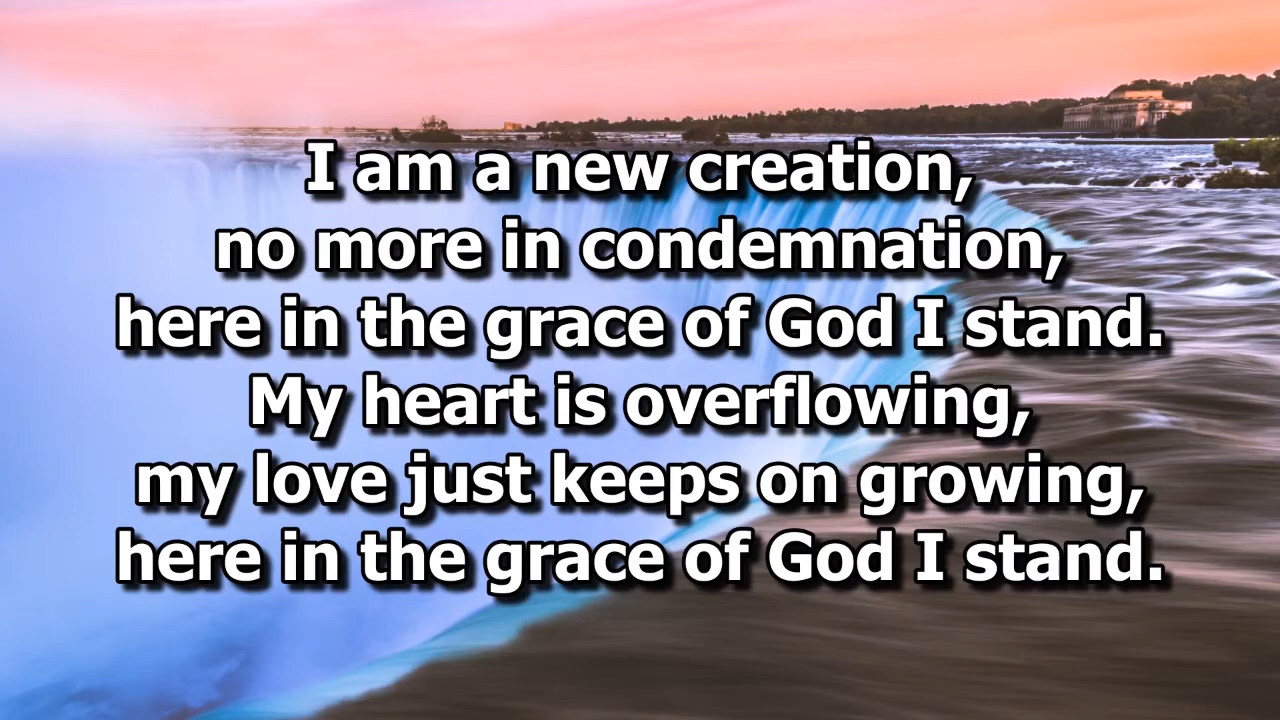 I am a new creation,
no more in condemnation,
here in the grace of God I stand.
My heart is overflowing,
my love just keeps on growing,
here in the grace of God I stand.